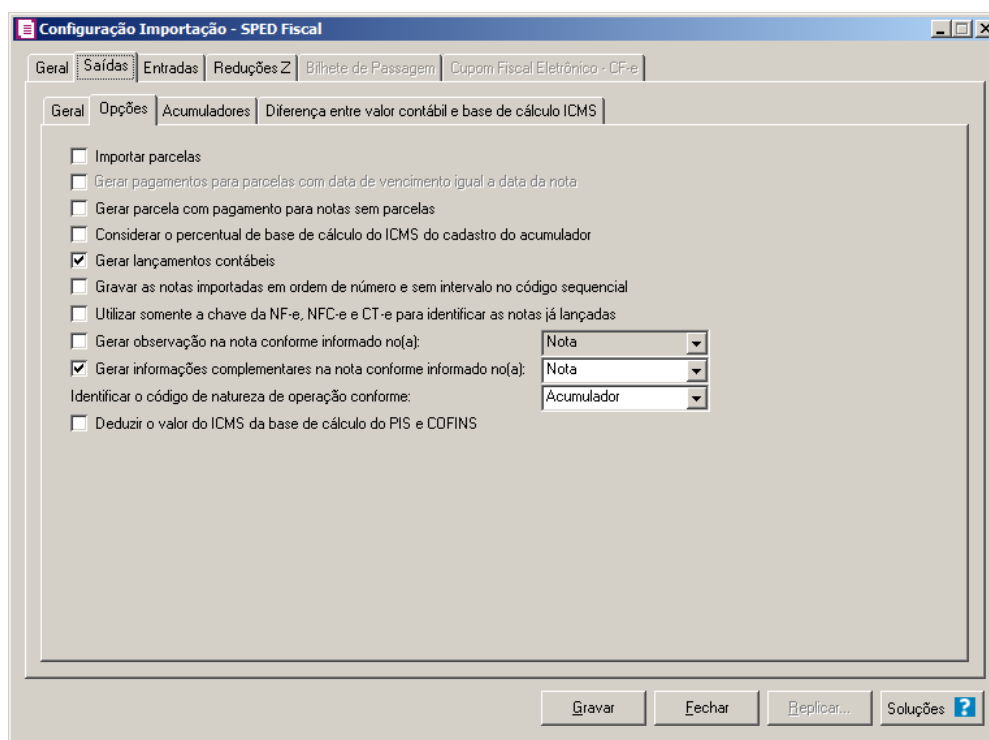 Configuração Importação - SPED Fiscal
Geral Saídas Entradas Reduções Z Bilhete de Passagem Cupom Fiscal Eletrônico - CF-e
Geral Opções Acumuladores Diferença entre valor contábil e base de cálculo ICMS
Importar parcelas
Gerar pagamentos para parcelas com data de vencimento igual a data da nota
Gerar parcela com pagamento para notas sem parcelas
Considerar o percentual de base de cálculo do ICMS do cadastro do acumulador
Gerar lançamentos contábeis
Gravar as notas importadas em ordem de número e sem intervalo no código sequencial
Utilizar somente a chave da NF-e, NFC-e e CT-e para identificar as notas já lançadas
Gerar observação na nota conforme informado no(a): Nota
Gerar informações complementares na nota conforme informado no(a): Nota
Identificar o código de natureza de operação conforme: Acumulador
Deduzir o valor do ICMS da base de cálculo do PIS e COFINS
Gravar Fechar Replicar... Soluções ?